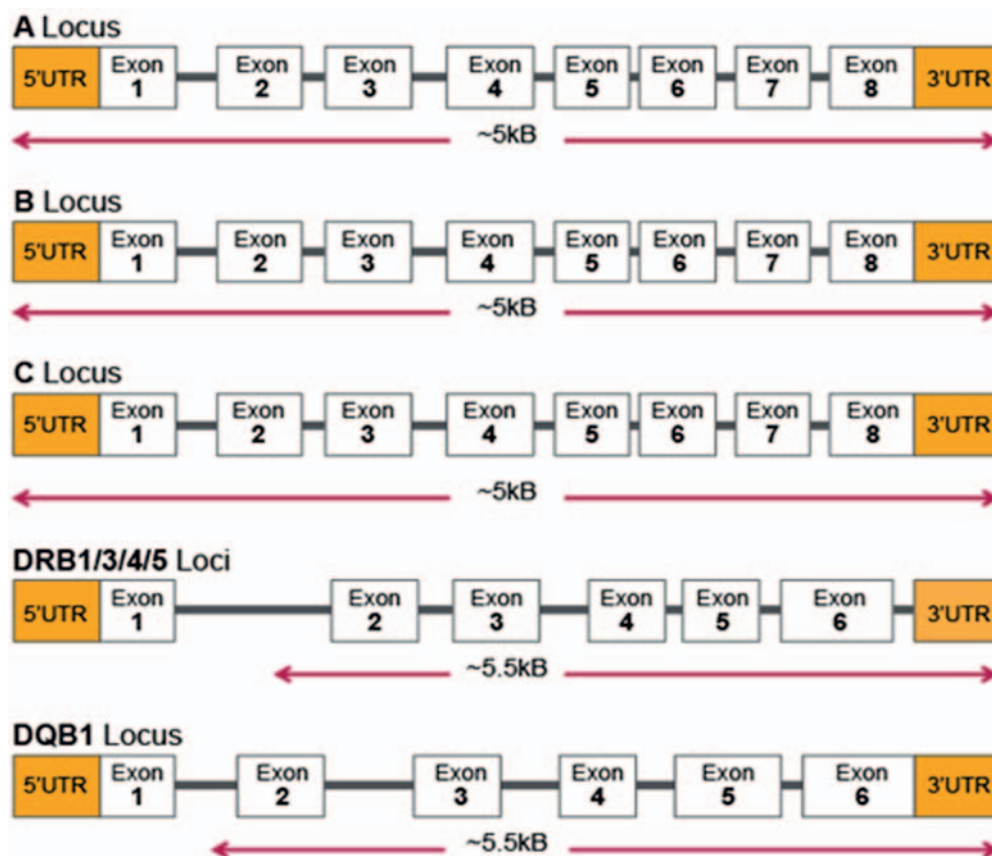 A Locus
5'UTR Exon 1 Exon 2 Exon 3 Exon 4 Exon 5 Exon 6 Exon 7 Exon 8 3'UTR
~5kB
B Locus
5'UTR Exon 1 Exon 2 Exon 3 Exon 4 Exon 5 Exon 6 Exon 7 Exon 8 3'UTR
~5kB
C Locus
5'UTR Exon 1 Exon 2 Exon 3 Exon 4 Exon 5 Exon 6 Exon 7 Exon 8 3'UTR
~5kB
DRB1/3/4/5 Loci
5'UTR Exon 1 Exon 2 Exon 3 Exon 4 Exon 5 Exon 6 3'UTR
~5.5kB
DQB1 Locus
5'UTR Exon 1 Exon 2 Exon 3 Exon 4 Exon 5 Exon 6 3'UTR
~5.5kB